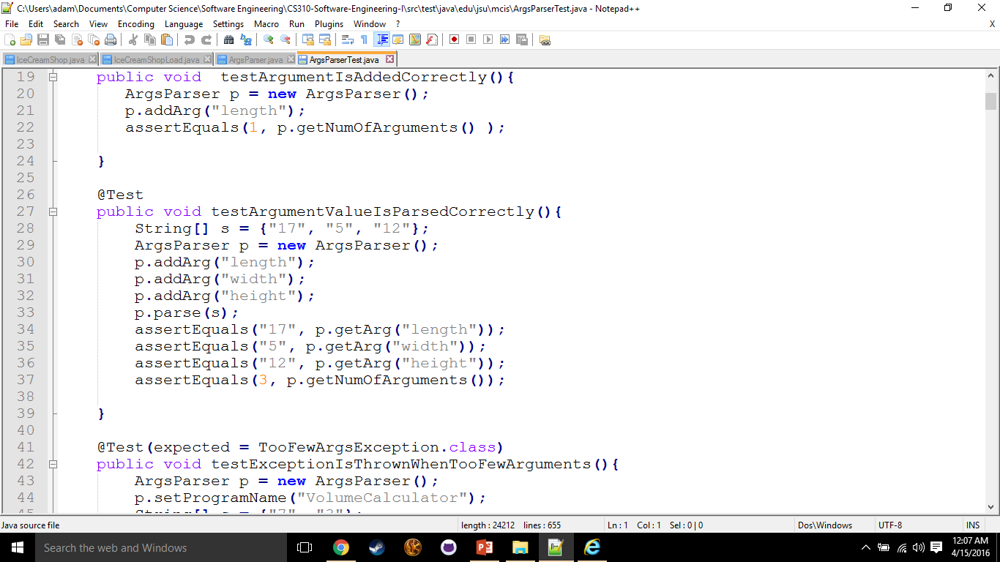 C:\Users\adam\Documents\Computer Science\Software Engineering\CS310-Software-Engineering-I\src\test\java\edu\jsu\mcis\ArgsParserTest.java - Notepad++
File Edit Search View Encoding Language Settings Macro Run Plugins Window ? X
IceCreamShop.java IceCreamShopLoad.java ArgsParser.java ArgsParserTest.java
19 public void testArgumentIsAddedCorrectly(){
20 ArgsParser p = new ArgsParser();
21 p.addArg("length");
22 assertEquals(1, p.getNumOfArguments() );
23
24 }
25
26 @Test
27 public void testArgumentValueIsParsedCorrectly(){
28 String[] s = {"17", "5", "12"};
29 ArgsParser p = new ArgsParser();
30 p.addArg("length");
31 p.addArg("width");
32 p.addArg("height");
33 p.parse(s);
34 assertEquals("17", p.getArg("length"));
35 assertEquals("5", p.getArg("width"));
36 assertEquals("12", p.getArg("height"));
37 assertEquals(3, p.getNumOfArguments());
38
39 }
40
41 @Test(expected = TooFewArgsException.class)
42 public void testExceptionIsThrownWhenTooFewArguments(){
43 ArgsParser p = new ArgsParser();
44 p.setProgramName("VolumeCalculator");
Java source file length : 24212 lines : 655 Ln : 1 Col : 1 Sel : 0 | 0 Dos\Windows UTF-8 INS
Search the web and Windows
12:07 AM
4/15/2016